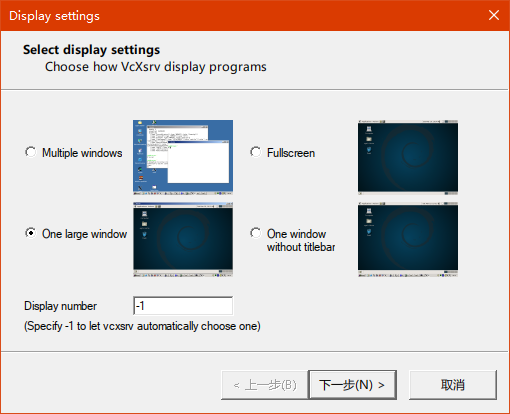 Display settings
Select display settings
Choose how VcXsrv display programs
Multiple windows
Fullscreen
One large window
One window
without titlebar
Display number
-1
(Specify -1 to let vcxsrv automatically choose one)
< 上一步(B)
下一步(N) >
取消